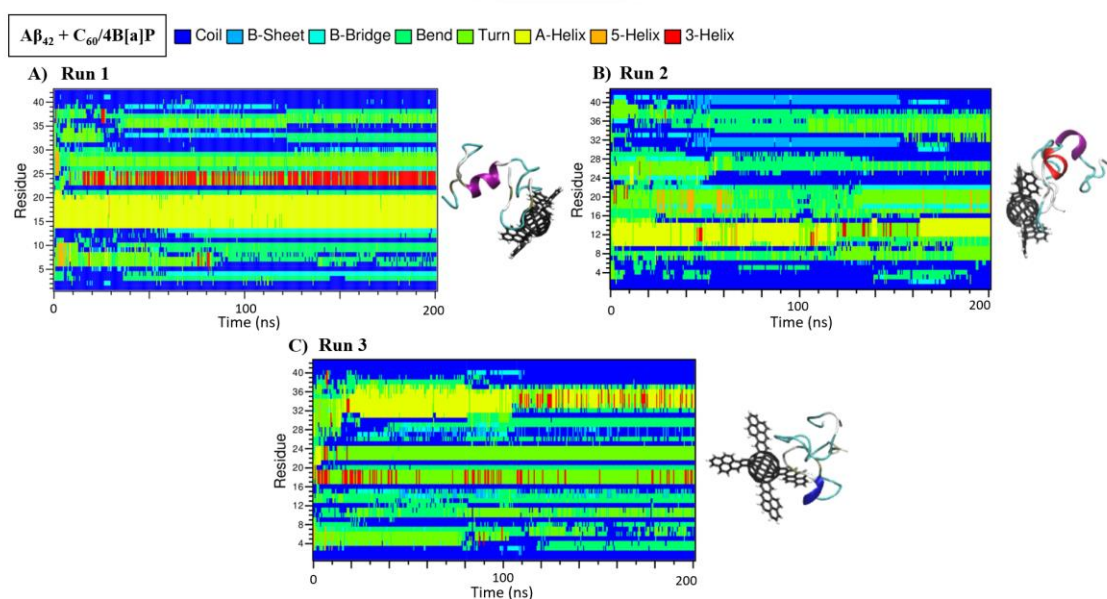 Aβ₄₂ + C₆₀/4B[a]P Coil B-Sheet B-Bridge Bend Turn A-Helix 5-Helix 3-Helix
A) Run 1
B) Run 2
40
35
30
25
20
15
10
5
Residue
0 100 200
Time (ns)
40
36
32
28
24
20
16
12
8
4
Residue
0 100 200
Time (ns)
C) Run 3
40
36
32
28
24
20
16
12
8
4
Residue
0 100 200
Time (ns)